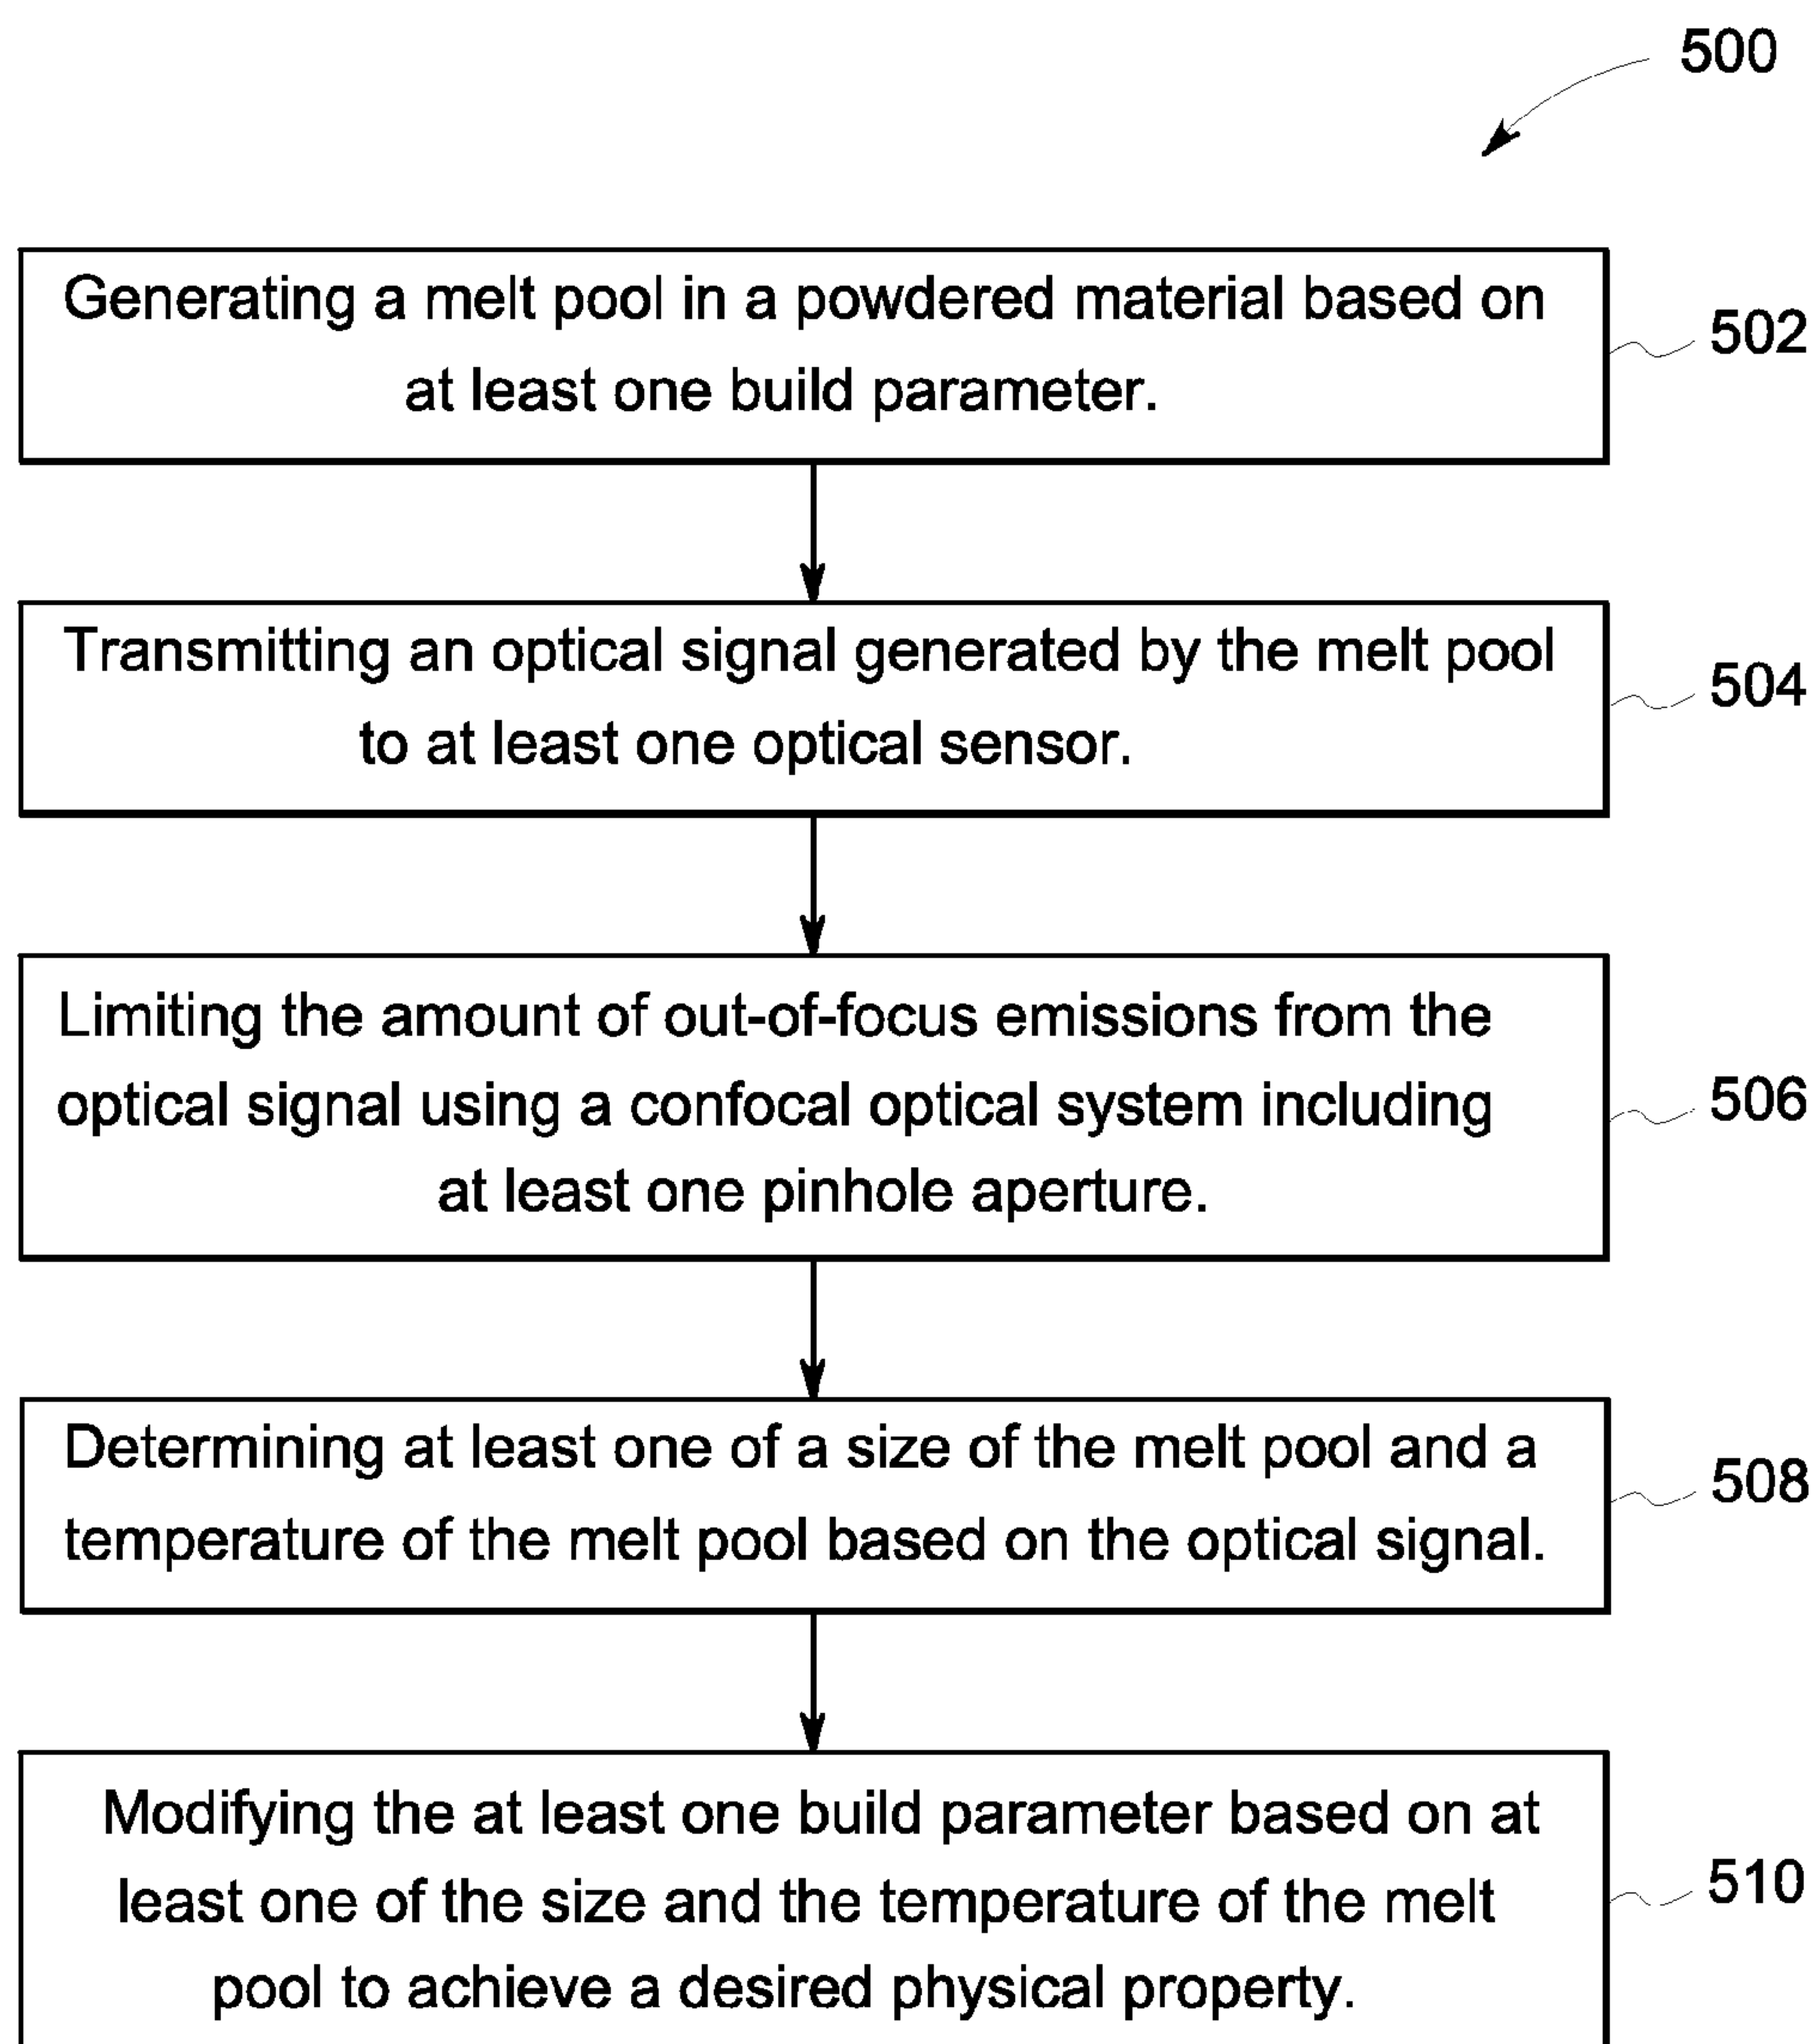 500
Generating a melt pool in a powdered material based on
at least one build parameter.
502
Transmitting an optical signal generated by the melt pool
to at least one optical sensor.
504
Limiting the amount of out-of-focus emissions from the
optical signal using a confocal optical system including
at least one pinhole aperture.
506
Determining at least one of a size of the melt pool and a
temperature of the melt pool based on the optical signal.
508
Modifying the at least one build parameter based on at
least one of the size and the temperature of the melt
pool to achieve a desired physical property.
510